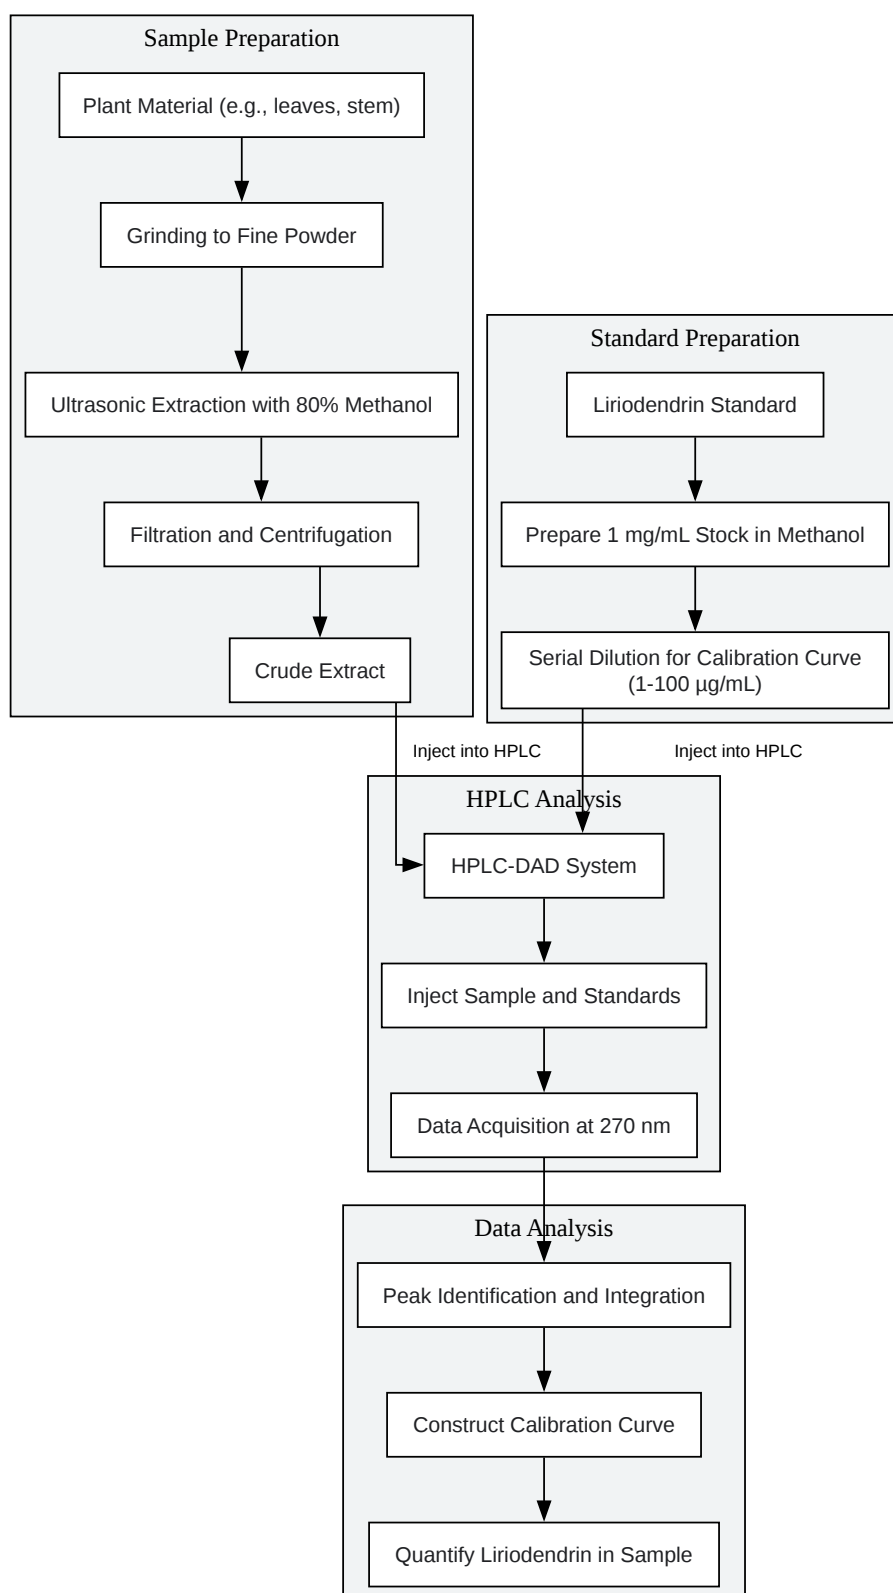 Sample Preparation
Plant Material (e.g., leaves, stem)
Grinding to Fine Powder
Ultrasonic Extraction with 80% Methanol
Filtration and Centrifugation
Crude Extract
Standard Preparation
Liriodendrin Standard
Prepare 1 mg/mL Stock in Methanol
Serial Dilution for Calibration Curve
(1-100 µg/mL)
Inject into HPLC
Inject into HPLC
HPLC Analysis
HPLC-DAD System
Inject Sample and Standards
Data Acquisition at 270 nm
Data Analysis
Peak Identification and Integration
Construct Calibration Curve
Quantify Liriodendrin in Sample